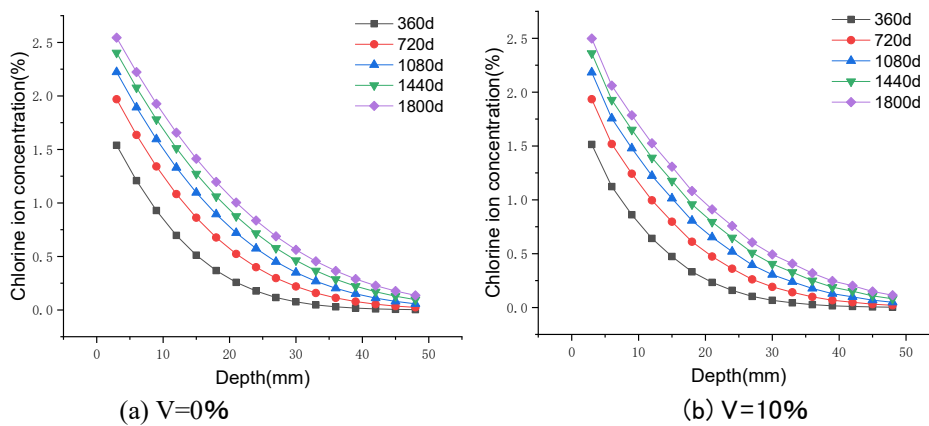 360d
720d
1080d
1440d
1800d
2.5
2.0
1.5
1.0
0.5
0.0
Chlorine ion concentration(%)
0 10 20 30 40 50
Depth(mm)
(a) V=0%
360d
720d
1080d
1440d
1800d
2.5
2.0
1.5
1.0
0.5
0.0
Chlorine ion concentration(%)
0 10 20 30 40 50
Depth(mm)
(b) V=10%